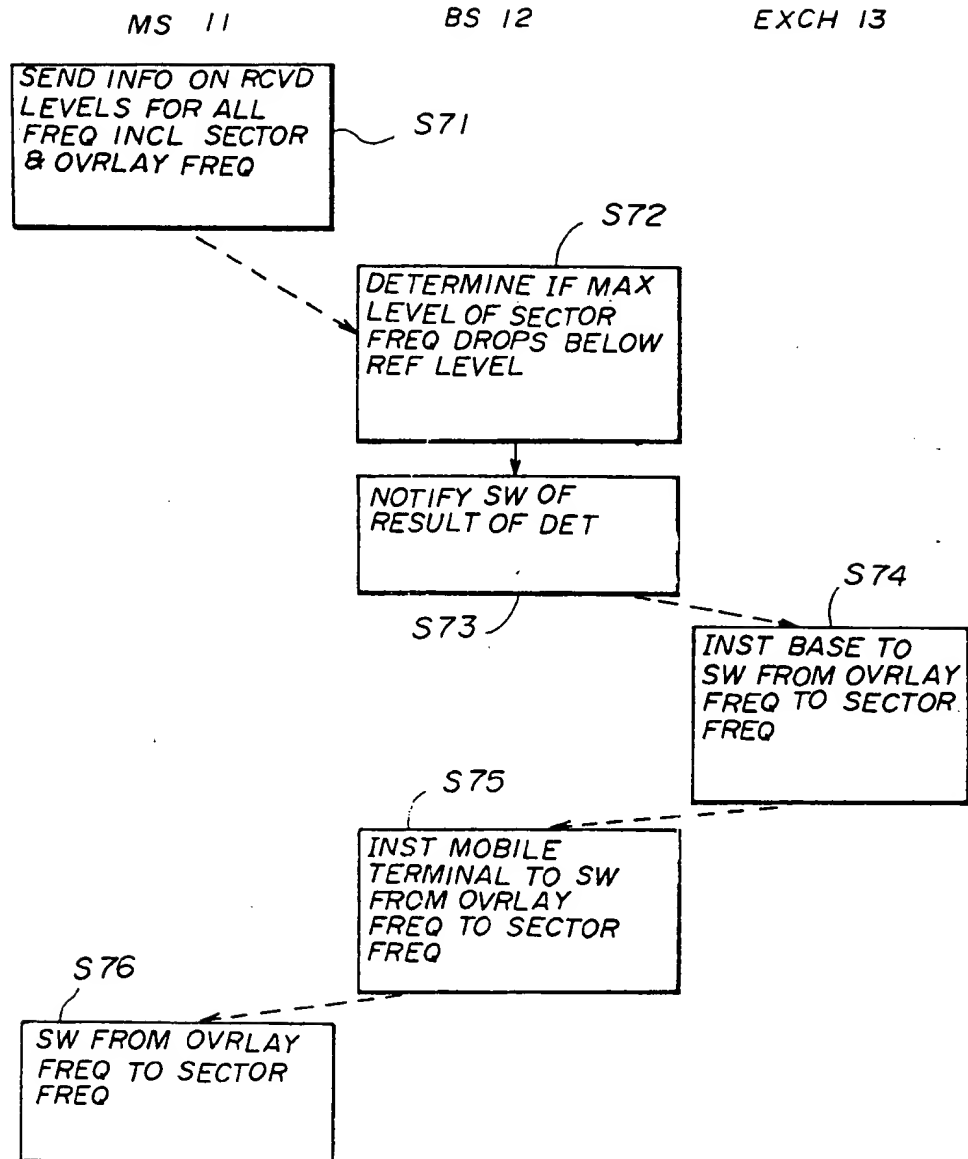 MS 11 BS 12 EXCH 13
SEND INFO ON RCVD
LEVELS FOR ALL
FREQ INCL SECTOR
& OVRLAY FREQ
S71
S72
DETERMINE IF MAX
LEVEL OF SECTOR
FREQ DROPS BELOW
REF LEVEL
NOTIFY SW OF
RESULT OF DET
S73
S74
INST BASE TO
SW FROM OVRLAY
FREQ TO SECTOR
FREQ
S75
INST MOBILE
TERMINAL TO SW
FROM OVRLAY
FREQ TO SECTOR
FREQ
S76
SW FROM OVRLAY
FREQ TO SECTOR
FREQ